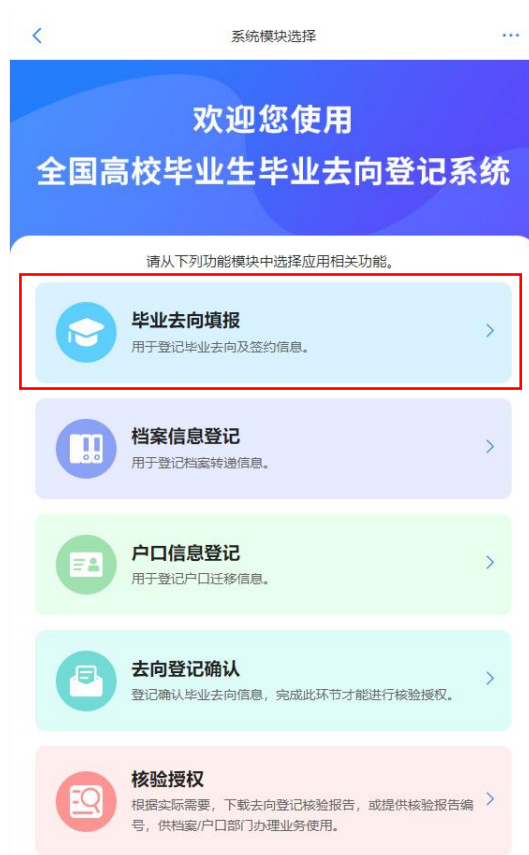 系统模块选择
欢迎您使用
全国高校毕业生毕业去向登记系统
请从下列功能模块中选择应用相关功能。
毕业去向填报
用于登记毕业去向及签约信息。
档案信息登记
用于登记档案转递信息。
户口信息登记
用于登记户口迁移信息。
去向登记确认
登记确认毕业去向信息，完成此环节才能进行核验授权。
核验授权
根据实际需要，下载去向登记核验报告，或提供核验报告编
号，供档案/户口部门办理业务使用。